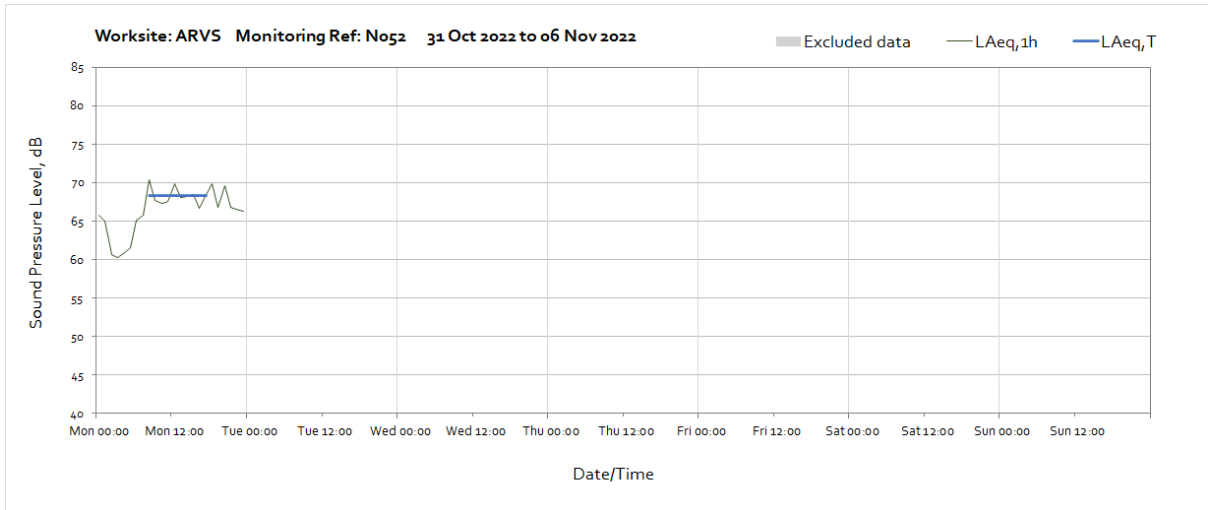 Worksite: ARVS Monitoring Ref: N052 31 Oct 2022 to 06 Nov 2022
Excluded data LAeq,1h LAeq,T
85
80
75
70
65
60
55
50
45
40
Sound Pressure Level, dB
Mon 00:00 Mon 12:00 Tue 00:00 Tue 12:00 Wed 00:00 Wed 12:00 Thu 00:00 Thu 12:00 Fri 00:00 Fri 12:00 Sat 00:00 Sat 12:00 Sun 00:00 Sun 12:00
Date/Time